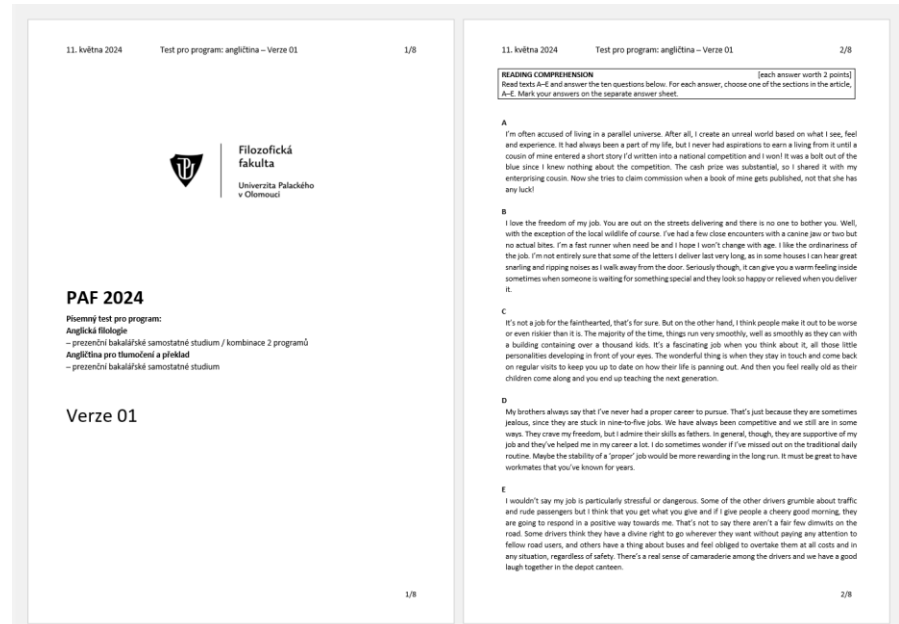 11. května 2024 Test pro program: angličtina – Verze 01 1/8
Filozofická
fakulta
Univerzita Palackého
v Olomouci
PAF 2024
Písemný test pro program:
Anglická filologie
– prezenční bakalářské samostatné studium / kombinace 2 programů
Angličtina pro tlumočení a překlad
– prezenční bakalářské samostatné studium
Verze 01
1/8
11. května 2024 Test pro program: angličtina – Verze 01 2/8
READING COMPREHENSION [each answer worth 2 points]
Read texts A–E and answer the ten questions below. For each answer, choose one of the sections in the article,
A–E. Mark your answers on the separate answer sheet.
A
I'm often accused of living in a parallel universe. After all, I create an unreal world based on what I see, feel
and experience. It had always been a part of my life, but I never had aspirations to earn a living from it until a
cousin of mine entered a short story I'd written into a national competition and I won! It was a bolt out of the
blue since I knew nothing about the competition. The cash prize was substantial, so I shared it with my
enterprising cousin. Now she tries to claim commission when a book of mine gets published, not that she has
any luck!
B
I love the freedom of my job. You are out on the streets delivering and there is no one to bother you. Well,
with the exception of the local wildlife of course. I've had a few close encounters with a canine jaw or two but
no actual bites. I'm a fast runner when need be and I hope I won't change with age. I like the ordinariness of
the job. I'm not entirely sure that some of the letters I deliver last very long, as in some houses I can hear great
snarling and ripping noises as I walk away from the door. Seriously though, it can give you a warm feeling inside
sometimes when someone is waiting for something special and they look so happy or relieved when you deliver
it.
C
It's not a job for the fainthearted, that's for sure. But on the other hand, I think people make it out to be worse
or even riskier than it is. The majority of the time, things run very smoothly, well as smoothly as they can with
a building containing over a thousand kids. It's a fascinating job when you think about it, all those little
personalities developing in front of your eyes. The wonderful thing is when they stay in touch and come back
on regular visits to keep you up to date on how their life is panning out. And then you feel really old as their
children come along and you end up teaching the next generation.
D
My brothers always say that I've never had a proper career to pursue. That's just because they are sometimes
jealous, since they are stuck in nine-to-five jobs. We have always been competitive and we still are in some
ways. They crave my freedom, but I admire their skills as fathers. In general, though, they are supportive of my
job and they've helped me in my career a lot. I do sometimes wonder if I've missed out on the traditional daily
routine. Maybe the stability of a 'proper' job would be more rewarding in the long run. It must be great to have
workmates that you've known for years.
E
I wouldn't say my job is particularly stressful or dangerous. Some of the other drivers grumble about traffic
and rude passengers but I think that you get what you give and if I give people a cheery good morning, they
are going to respond in a positive way towards me. That's not to say there aren't a fair few dimwits on the
road. Some drivers think they have a divine right to go wherever they want without paying any attention to
fellow road users, and others have a thing about buses and feel obliged to overtake them at all costs and in
any situation, regardless of safety. There's a real sense of camaraderie among the drivers and we have a good
laugh together in the depot canteen.
2/8